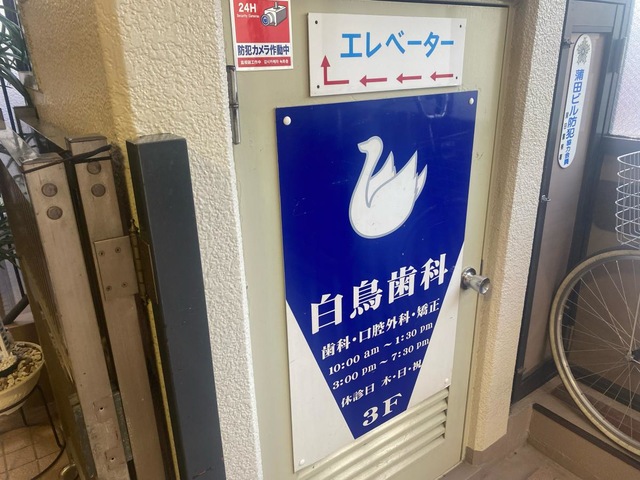 24H
Security Camera
防犯カメラ作動中
エレベーター
白鳥歯科
歯科・口腔外科・矯正
10:00 am ~ 1:30 pm
3:00 pm ~ 7:30 pm
休診日 木・日・祝
3F
蒲田ビル防犯